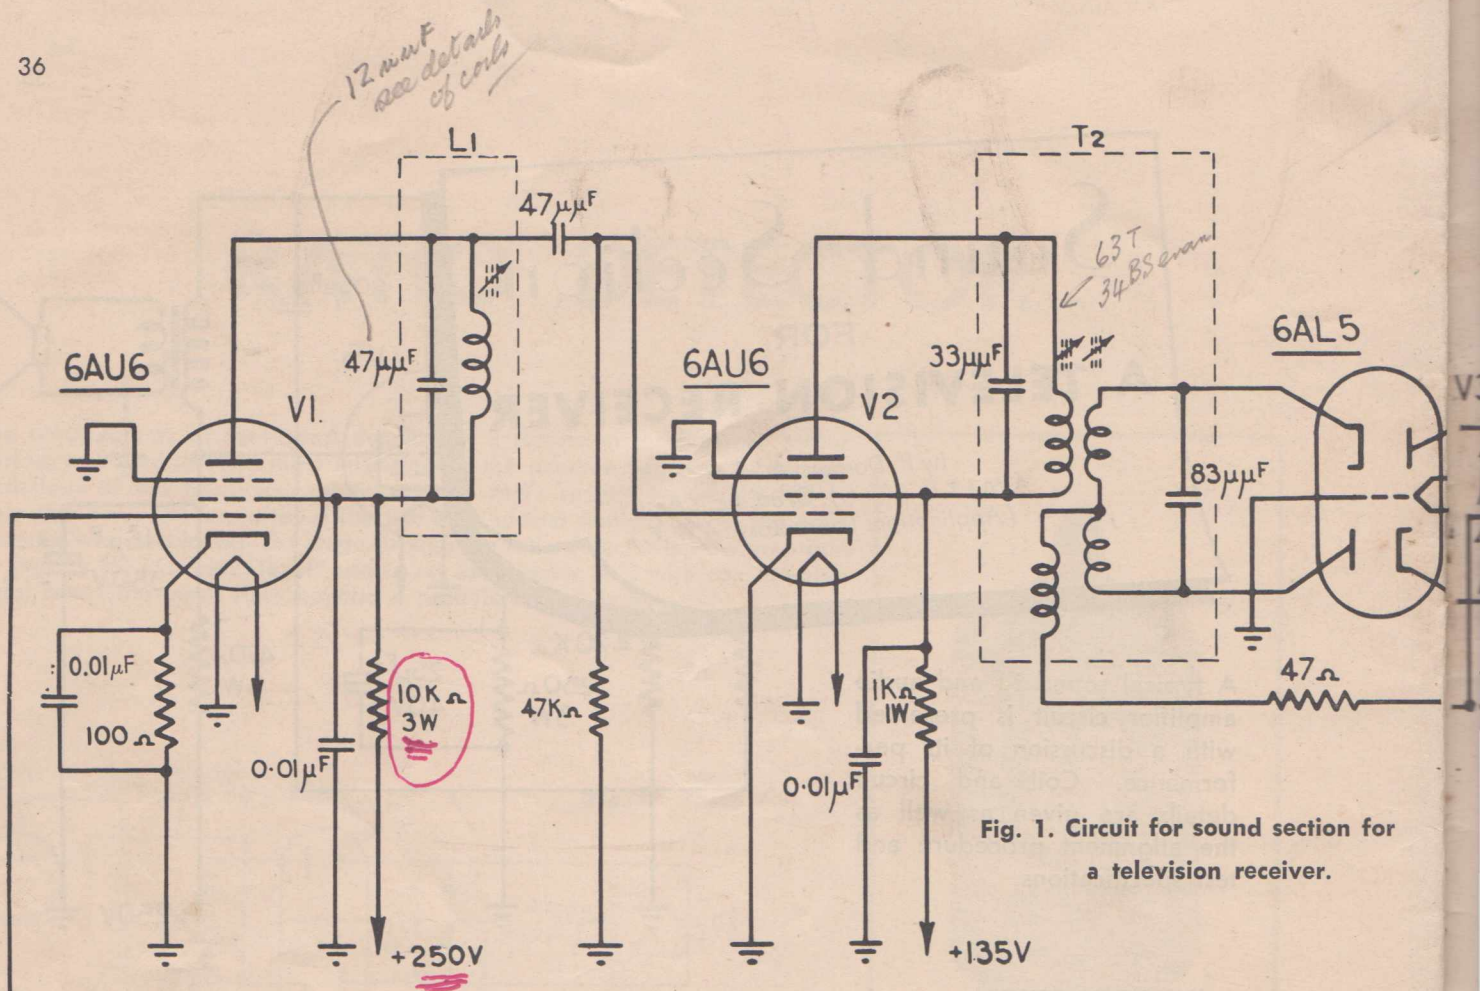 36
12 mmF
see details
of coils
L1
T2
47μμF
63 T
34 BS enam
6AU6
V1.
47μμF
6AU6
V2
33μμF
6AL5
V3
83μμF
0.01μF
100Ω
10KΩ
3W
0.01μF
47KΩ
1KΩ
1W
0.01μF
47Ω
+250V
+135V
Fig. 1. Circuit for sound section for
a television receiver.